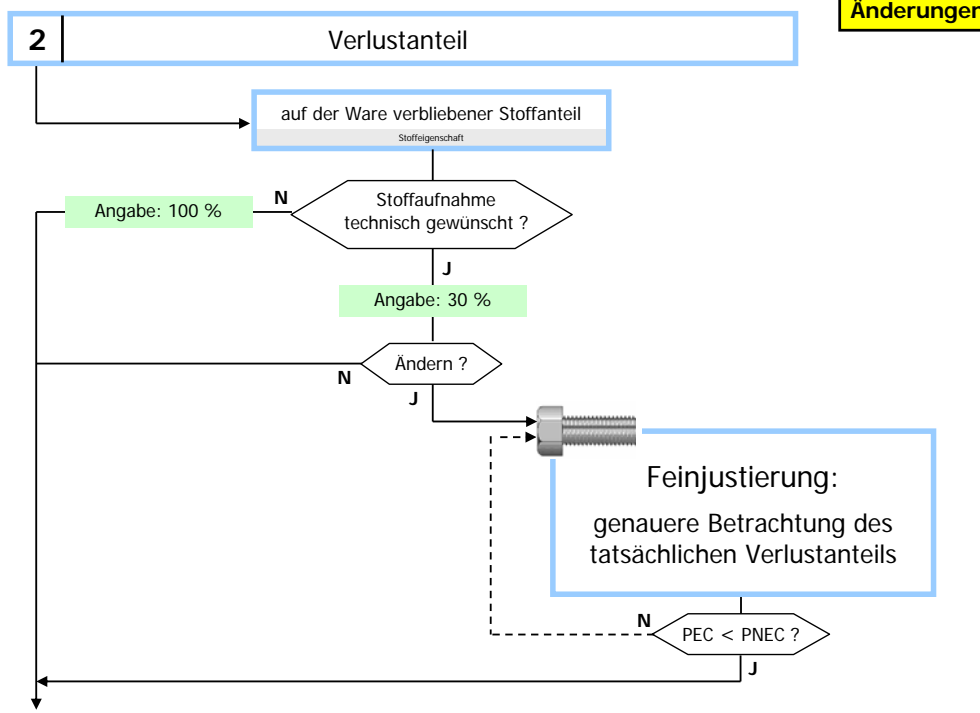 Änderungen
2
Verlustanteil
auf der Ware verbliebener Stoffanteil
Stoffeigenschaft
N
Stoffaufnahme
technisch gewünscht ?
Angabe: 100 %
J
Angabe: 30 %
Ändern ?
N
J
Feinjustierung:
genauere Betrachtung des
tatsächlichen Verlustanteils
N
PEC < PNEC ?
J